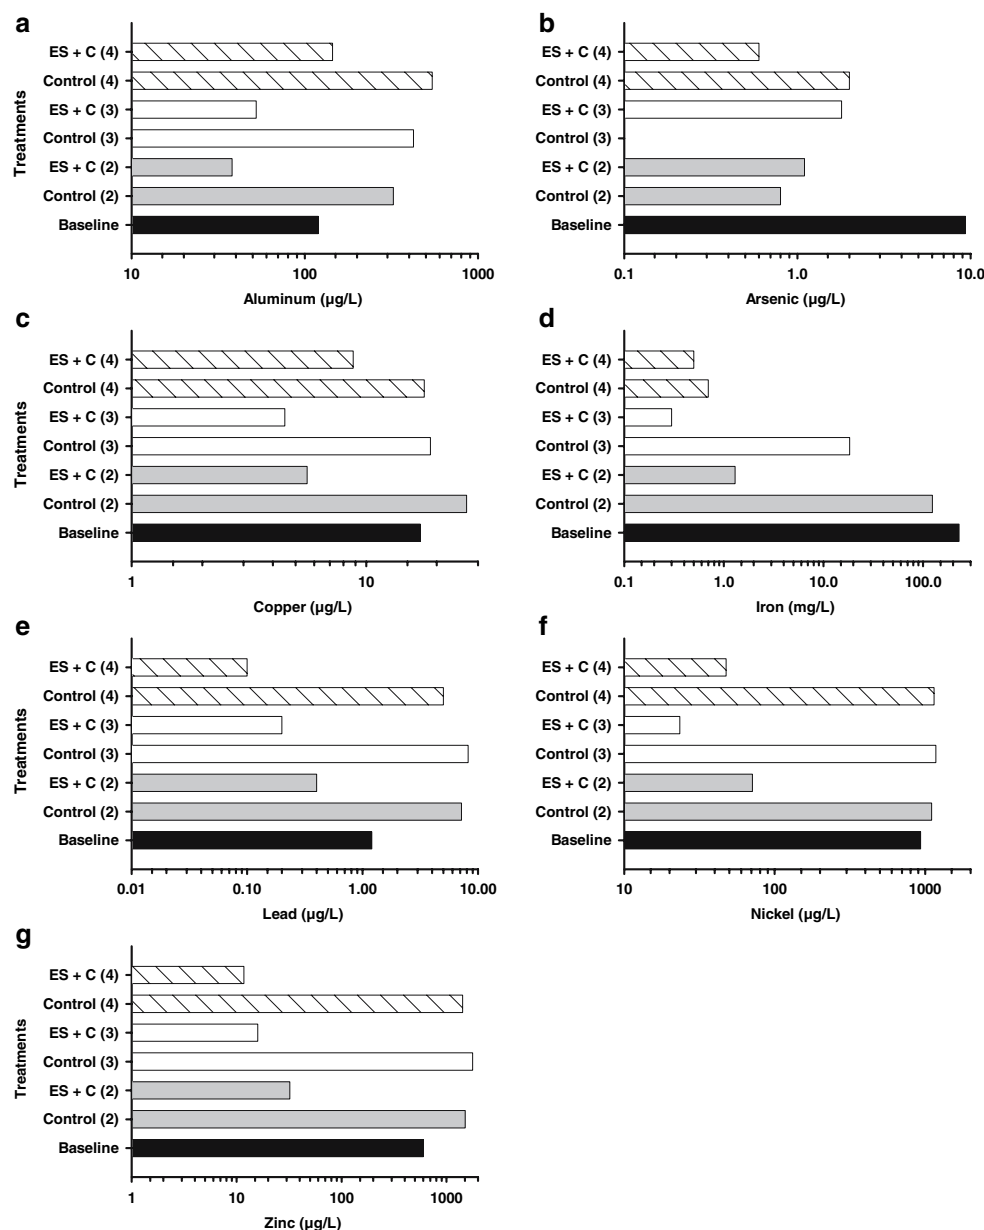 a
Treatments
ES + C (4)
Control (4)
ES + C (3)
Control (3)
ES + C (2)
Control (2)
Baseline
10 100 1000
Aluminum (µg/L)
b
ES + C (4)
Control (4)
ES + C (3)
Control (3)
ES + C (2)
Control (2)
Baseline
0.1 1.0 10.0
Arsenic (µg/L)
c
Treatments
ES + C (4)
Control (4)
ES + C (3)
Control (3)
ES + C (2)
Control (2)
Baseline
1 10
Copper (µg/L)
d
ES + C (4)
Control (4)
ES + C (3)
Control (3)
ES + C (2)
Control (2)
Baseline
0.1 1.0 10.0 100.0
Iron (mg/L)
e
Treatments
ES + C (4)
Control (4)
ES + C (3)
Control (3)
ES + C (2)
Control (2)
Baseline
0.01 0.10 1.00 10.00
Lead (µg/L)
f
ES + C (4)
Control (4)
ES + C (3)
Control (3)
ES + C (2)
Control (2)
Baseline
10 100 1000
Nickel (µg/L)
g
Treatments
ES + C (4)
Control (4)
ES + C (3)
Control (3)
ES + C (2)
Control (2)
Baseline
1 10 100 1000
Zinc (µg/L)